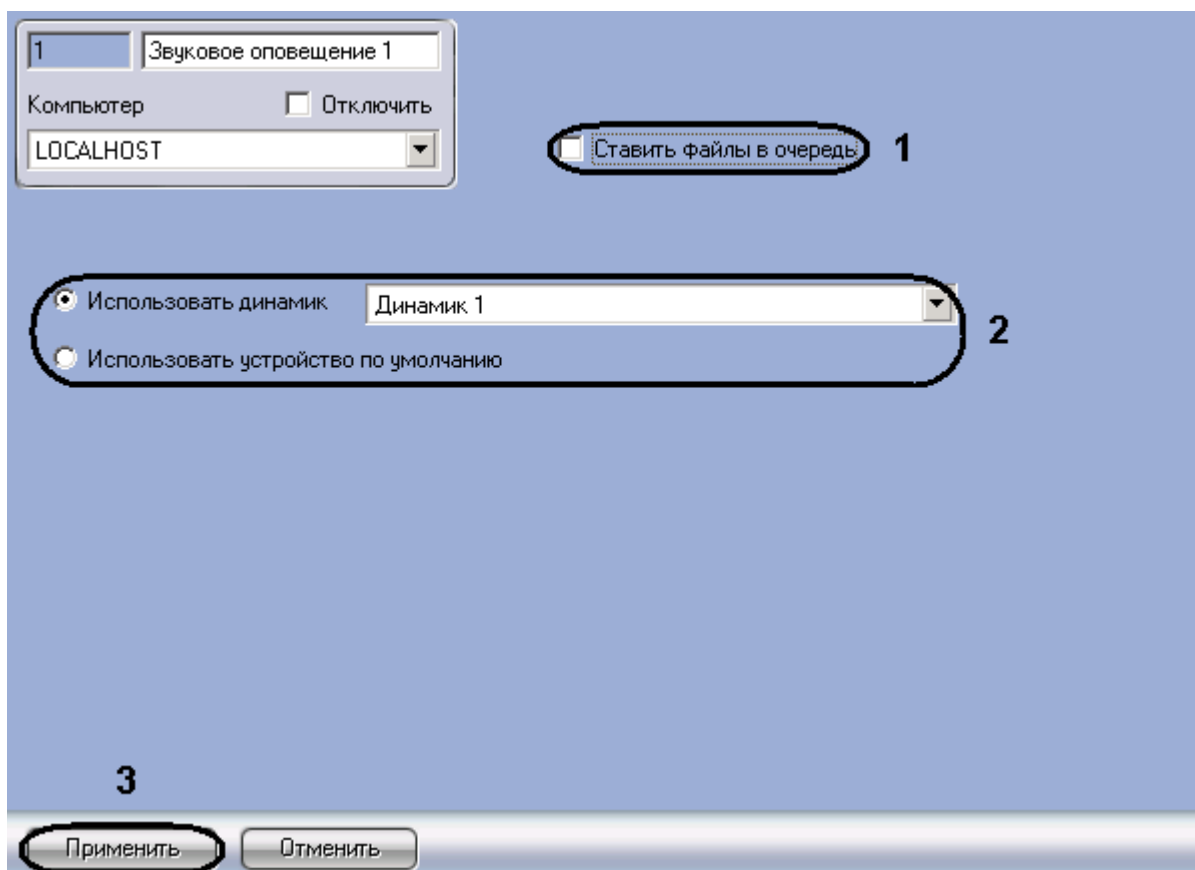 1 Звуковое оповещение 1
Компьютер Отключить
LOCALHOST
Ставить файлы в очередь 1
Использовать динамик Динамик 1
2
Использовать устройство по умолчанию
3
Применить Отменить